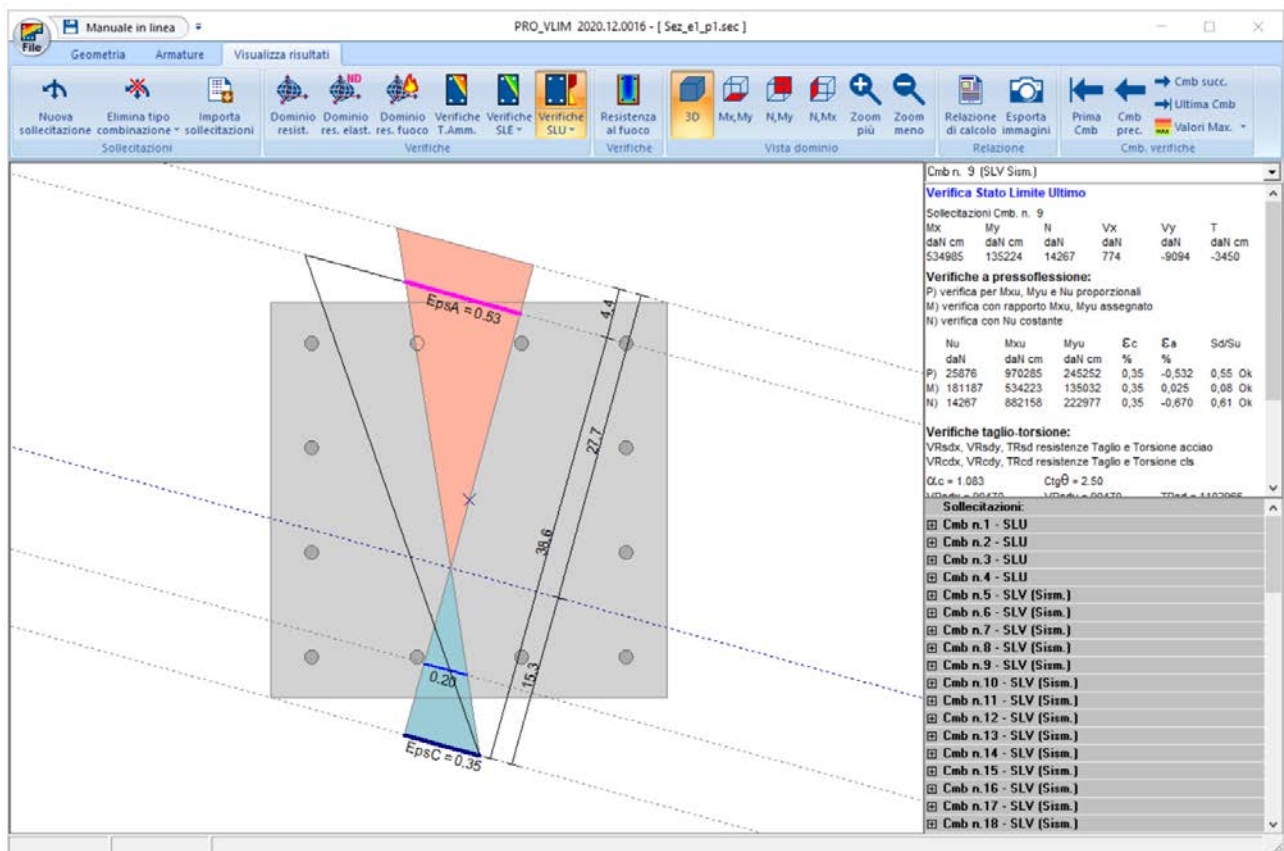 Manuale in linea
PRO_VLIM 2020.12.0016 - [ Sez_e1_p1.sec ]
File
Geometria Armature Visualizza risultati
Nuova sollecitazione
Elimina tipo combinazione
Importa sollecitazioni
Sollecitazioni
Dominio resist.
ND
Dominio res. elast.
Dominio res. fuoco
Verifiche T.Amm.
Verifiche SLE
Verifiche SLU
Verifiche
Resistenza al fuoco
Verifiche
3D
Mx,My
N,My
N,Mx
Zoom più
Zoom meno
Vista dominio
Relazione di calcolo
Esporta immagini
Relazione
Prima Cmb
Cmb prec.
Cmb succ.
Ultima Cmb
MAX Valori Max.
Cmb. verifiche
EpsA = 0.53
4.4
27.7
38.6
15.3
0.20
EpsC = 0.35
Cmb n. 9 (SLV Sism.)
Verifica Stato Limite Ultimo
Sollecitazioni Cmb. n. 9
Mx My N Vx Vy T
daN cm daN cm daN daN daN daN cm
534985 135224 14267 774 -9094 -3450
Verifiche a pressoflessione:
P) verifica per Mxu, Myu e Nu proporzionali
M) verifica con rapporto Mxu, Myu assegnato
N) verifica con Nu costante
Nu Mxu Myu εc εa Sd/Su
daN daN cm daN cm % %
P) 25876 970285 245252 0,35 -0,532 0,55 Ok
M) 181187 534223 135032 0,35 0,025 0,08 Ok
N) 14267 882158 222977 0,35 -0,670 0,61 Ok
Verifiche taglio-torsione:
VRsdx, VRsdy, TRsd resistenze Taglio e Torsione acciao
VRcdx, VRcdy, TRcd resistenze Taglio e Torsione cls
αc = 1.083 Ctgθ = 2.50
Sollecitazioni:
Cmb n.1 - SLU
Cmb n.2 - SLU
Cmb n.3 - SLU
Cmb n.4 - SLU
Cmb n.5 - SLV (Sism.)
Cmb n.6 - SLV (Sism.)
Cmb n.7 - SLV (Sism.)
Cmb n.8 - SLV (Sism.)
Cmb n.9 - SLV (Sism.)
Cmb n.10 - SLV (Sism.)
Cmb n.11 - SLV (Sism.)
Cmb n.12 - SLV (Sism.)
Cmb n.13 - SLV (Sism.)
Cmb n.14 - SLV (Sism.)
Cmb n.15 - SLV (Sism.)
Cmb n.16 - SLV (Sism.)
Cmb n.17 - SLV (Sism.)
Cmb n.18 - SLV (Sism.)